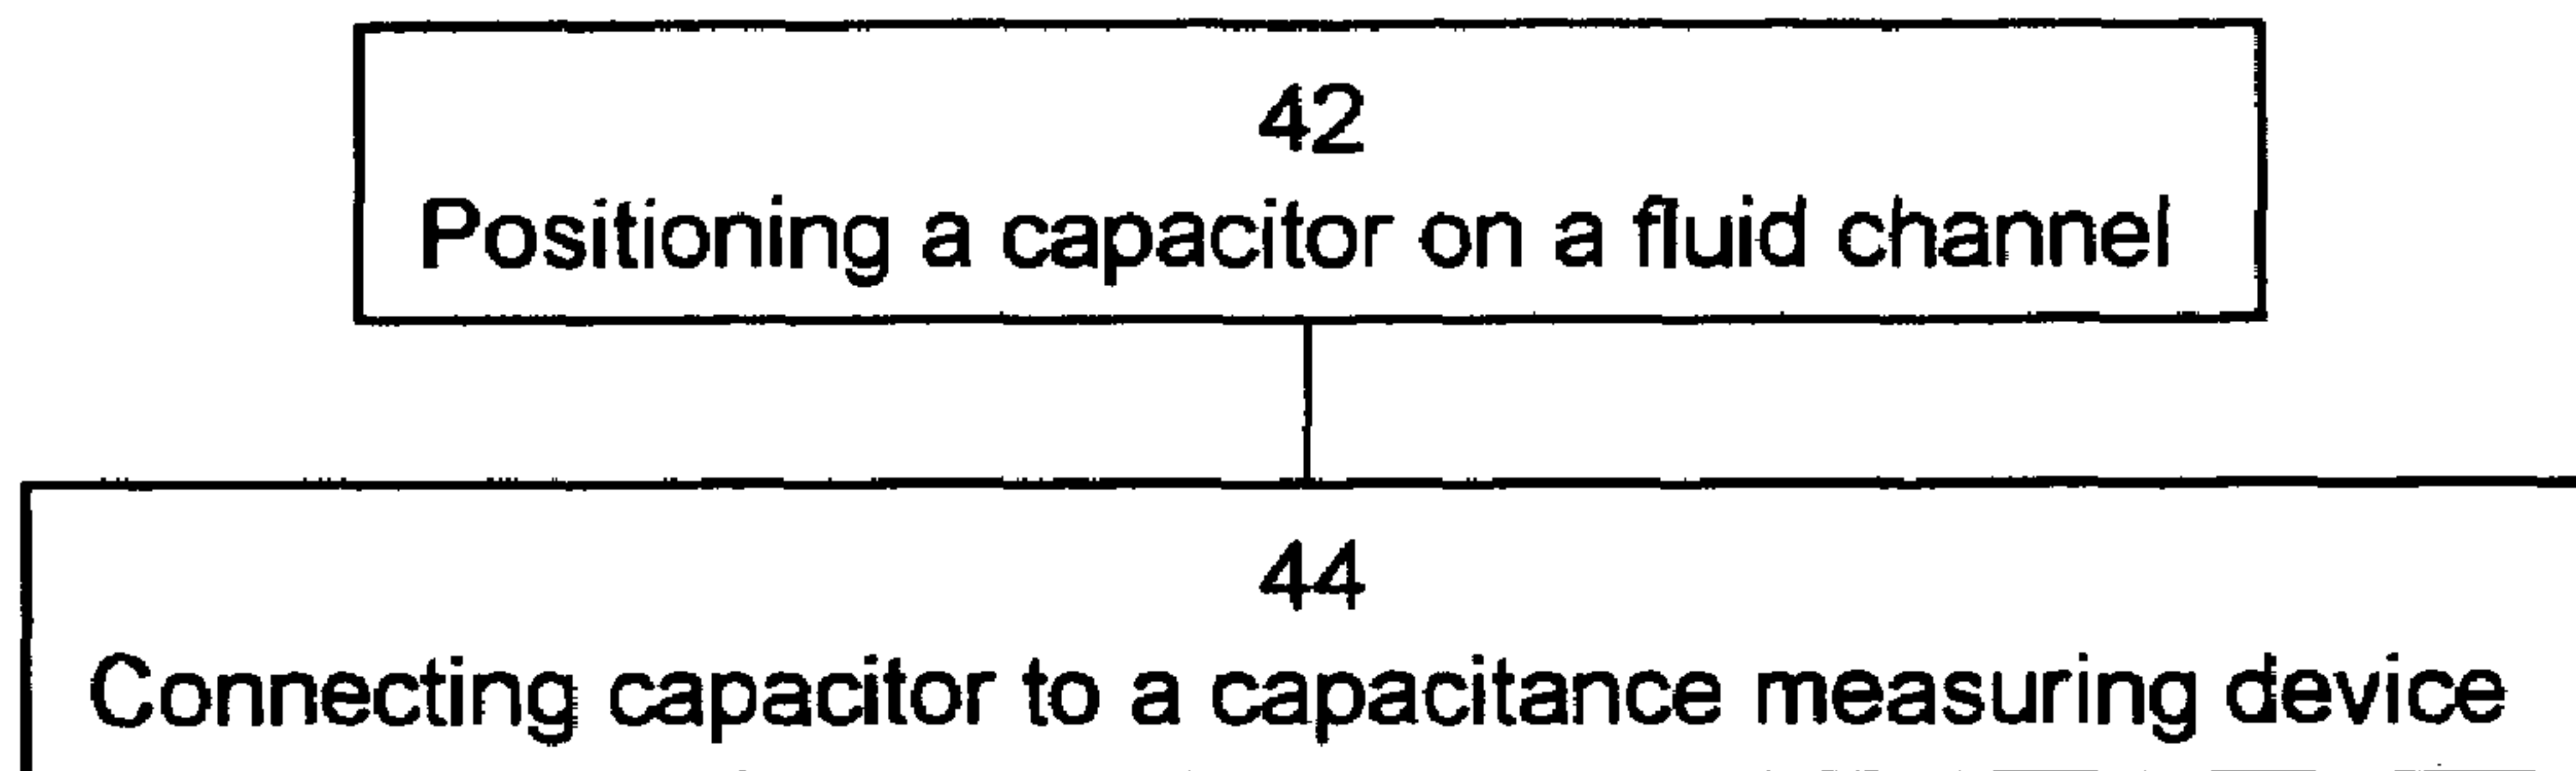 42
Positioning a capacitor on a fluid channel
44
Connecting capacitor to a capacitance measuring device